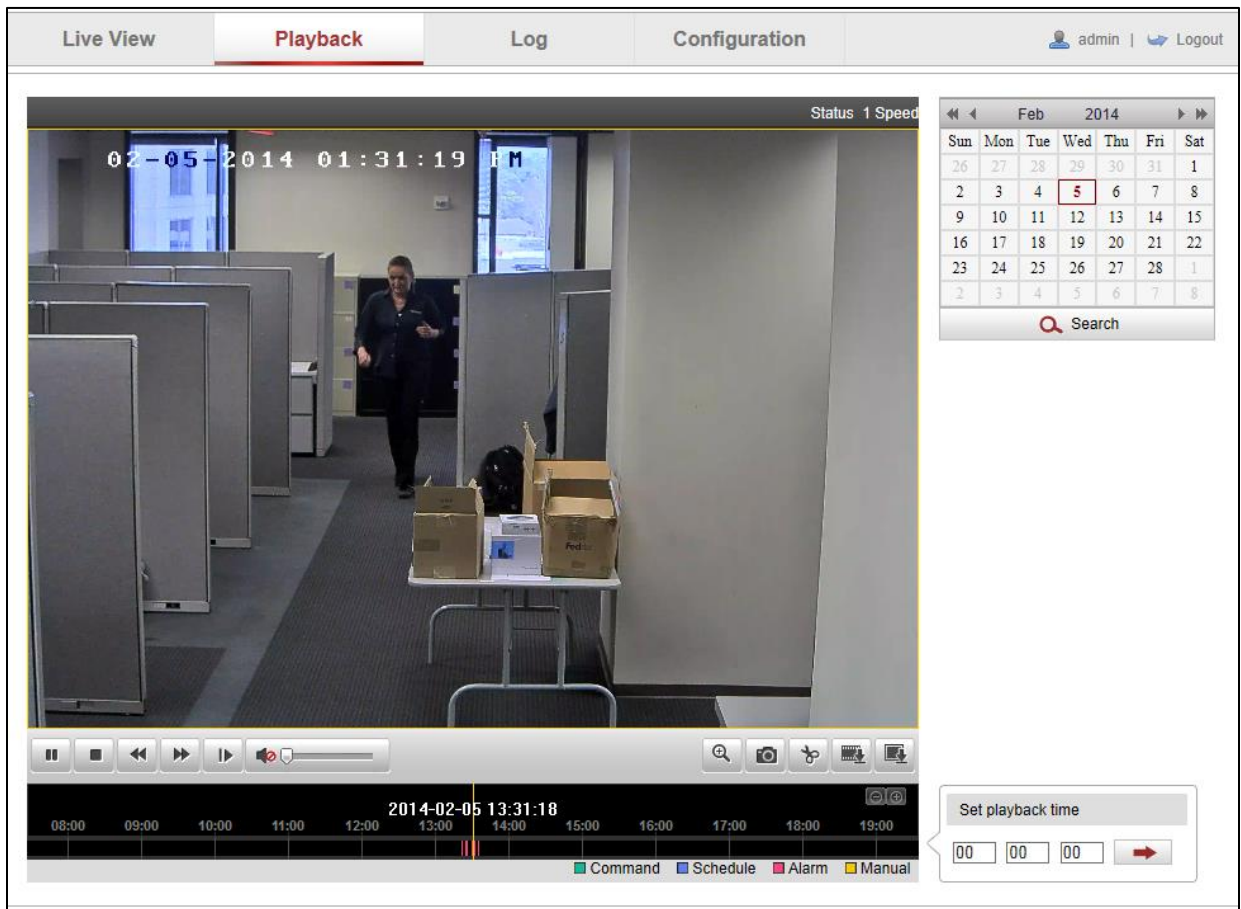 Live View Playback Log Configuration admin | Logout
Status 1 Speed
02-05-2014 01:31:19 PM
Feb 2014
Sun Mon Tue Wed Thu Fri Sat
26 27 28 29 30 31 1
2 3 4 5 6 7 8
9 10 11 12 13 14 15
16 17 18 19 20 21 22
23 24 25 26 27 28 1
2 3 4 5 6 7 8
Search
FedEx
2014-02-05 13:31:18
08:00 09:00 10:00 11:00 12:00 13:00 14:00 15:00 16:00 17:00 18:00 19:00
Command Schedule Alarm Manual
Set playback time
00 00 00